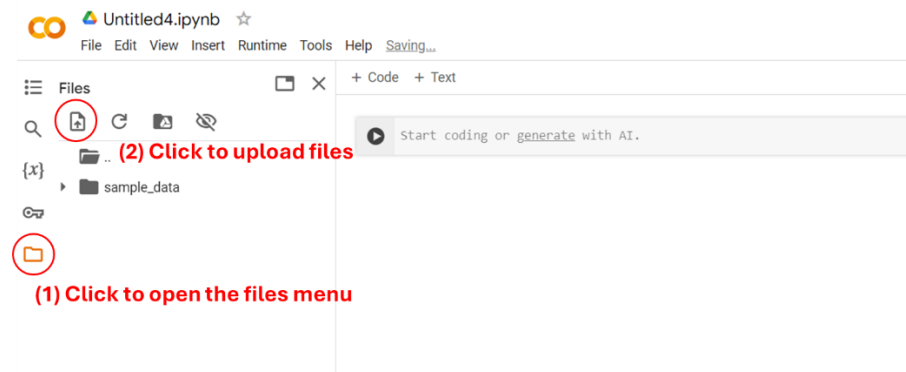 Untitled4.ipynb
File Edit View Insert Runtime Tools Help Saving...
Files
+ Code + Text
Start coding or generate with AI.
(2) Click to upload files
..
{x}
sample_data
(1) Click to open the files menu